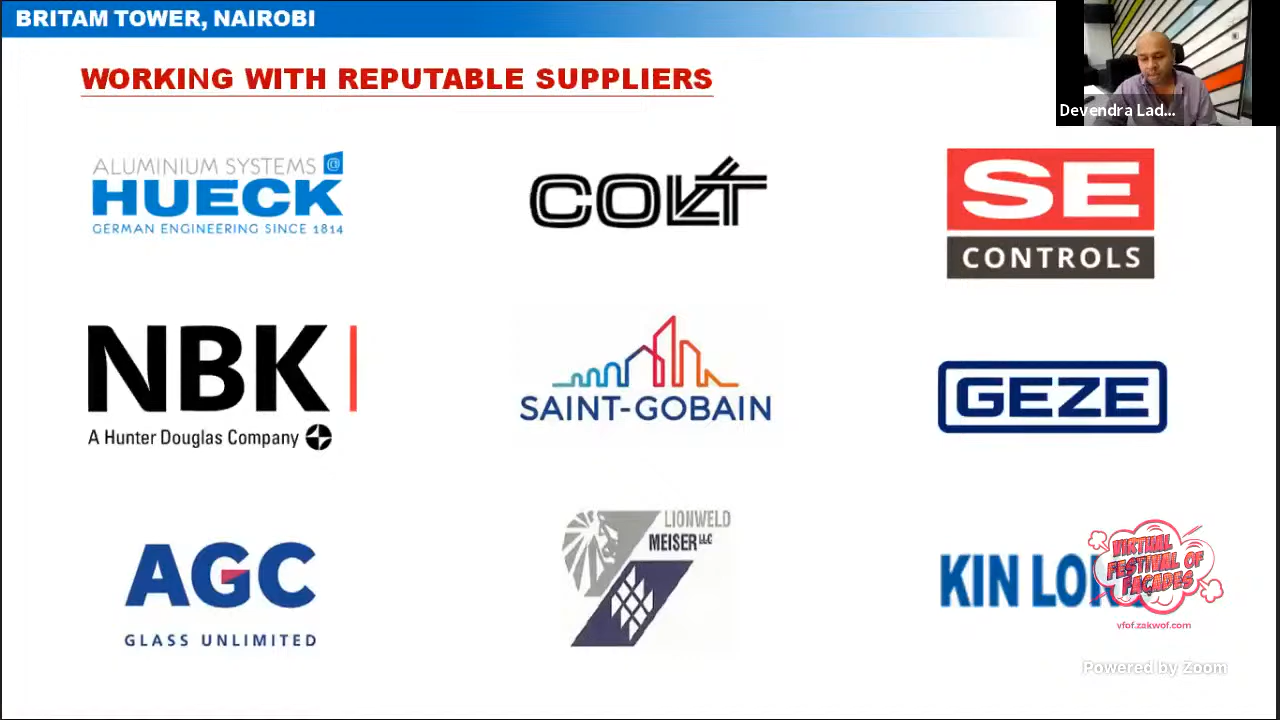 BRITAM TOWER, NAIROBI
Devendra Lad...
WORKING WITH REPUTABLE SUPPLIERS
ALUMINIUM SYSTEMS
HUECK
GERMAN ENGINEERING SINCE 1814
COLT
SE
CONTROLS
NBK
A Hunter Douglas Company
SAINT-GOBAIN
GEZE
AGC
GLASS UNLIMITED
LIONWELD
MEISER LLC
KIN
VIRTUAL
FESTIVAL OF
FAÇADES
vfof.zakwof.com
Powered by Zoom